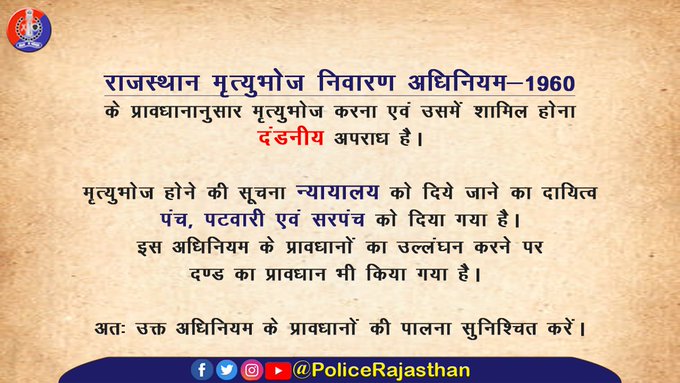 राजस्थान मृत्युभोज निवारण अधिनियम–1960
के प्रावधानानुसार मृत्युभोज करना एवं उसमें शामिल होना
दंडनीय अपराध है।
मृत्युभोज होने की सूचना न्यायालय को दिये जाने का दायित्व
पंच, पटवारी एवं सरपंच को दिया गया है।
इस अधिनियम के प्रावधानों का उल्लंघन करने पर
दण्ड का प्रावधान भी किया गया है।
अतः उक्त अधिनियम के प्रावधानों की पालना सुनिश्चित करें।
@PoliceRajasthan